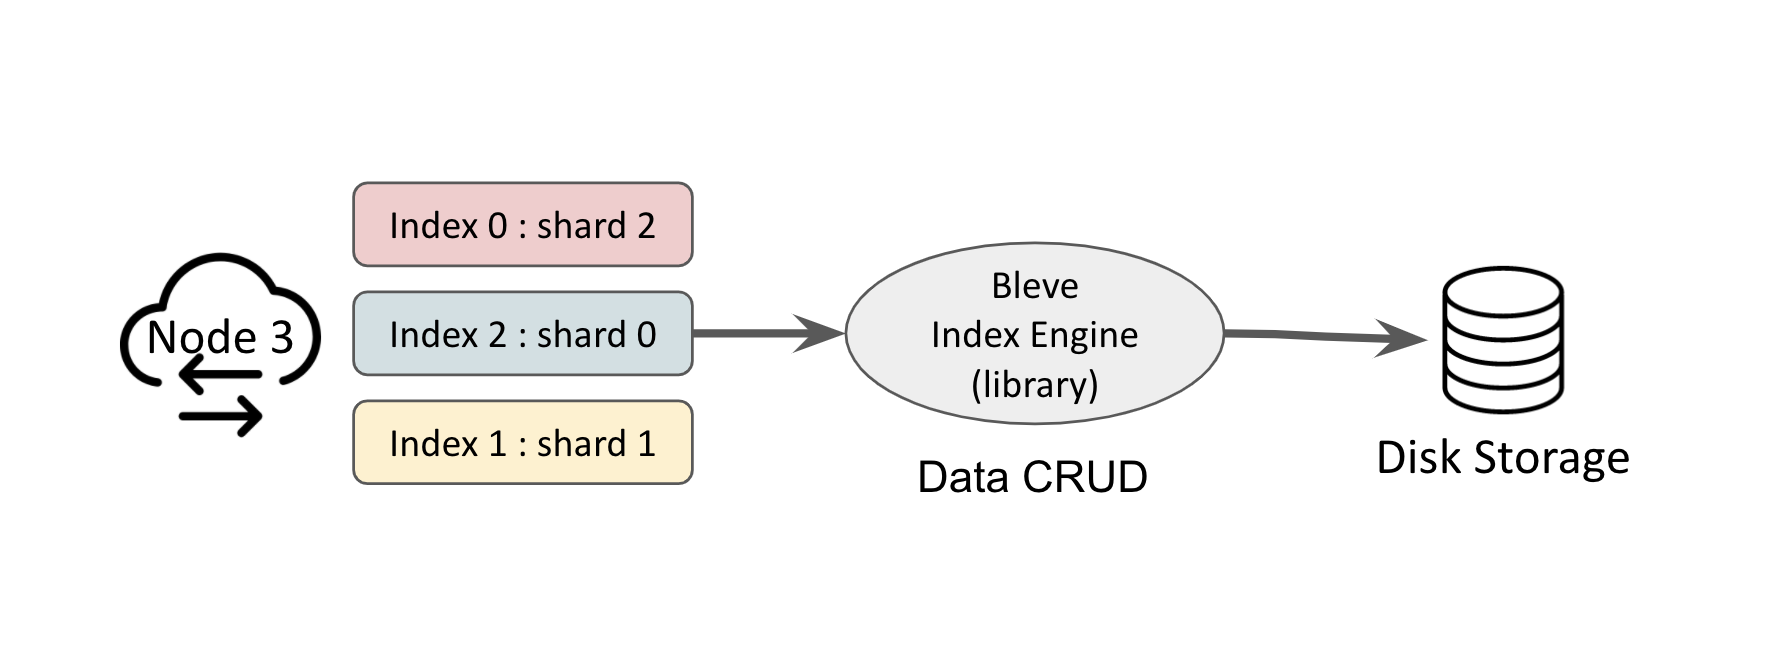 Node 3
Index 0 : shard 2
Index 2 : shard 0
Index 1 : shard 1
Bleve
Index Engine
(library)
Data CRUD
Disk Storage